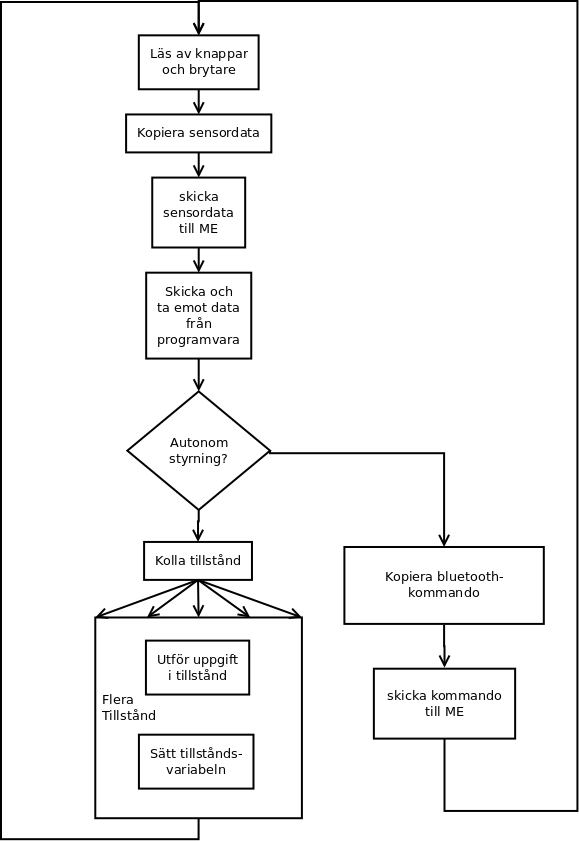 Läs av knappar
och brytare
Kopiera sensordata
skicka
sensordata
till ME
Skicka och
ta emot data
från
programvara
Autonom
styrning?
Kolla tillstånd
Kopiera bluetooth-
kommando
Utför uppgift
i tillstånd
Flera
Tillstånd
skicka kommando
till ME
Sätt tillstånds-
variabeln